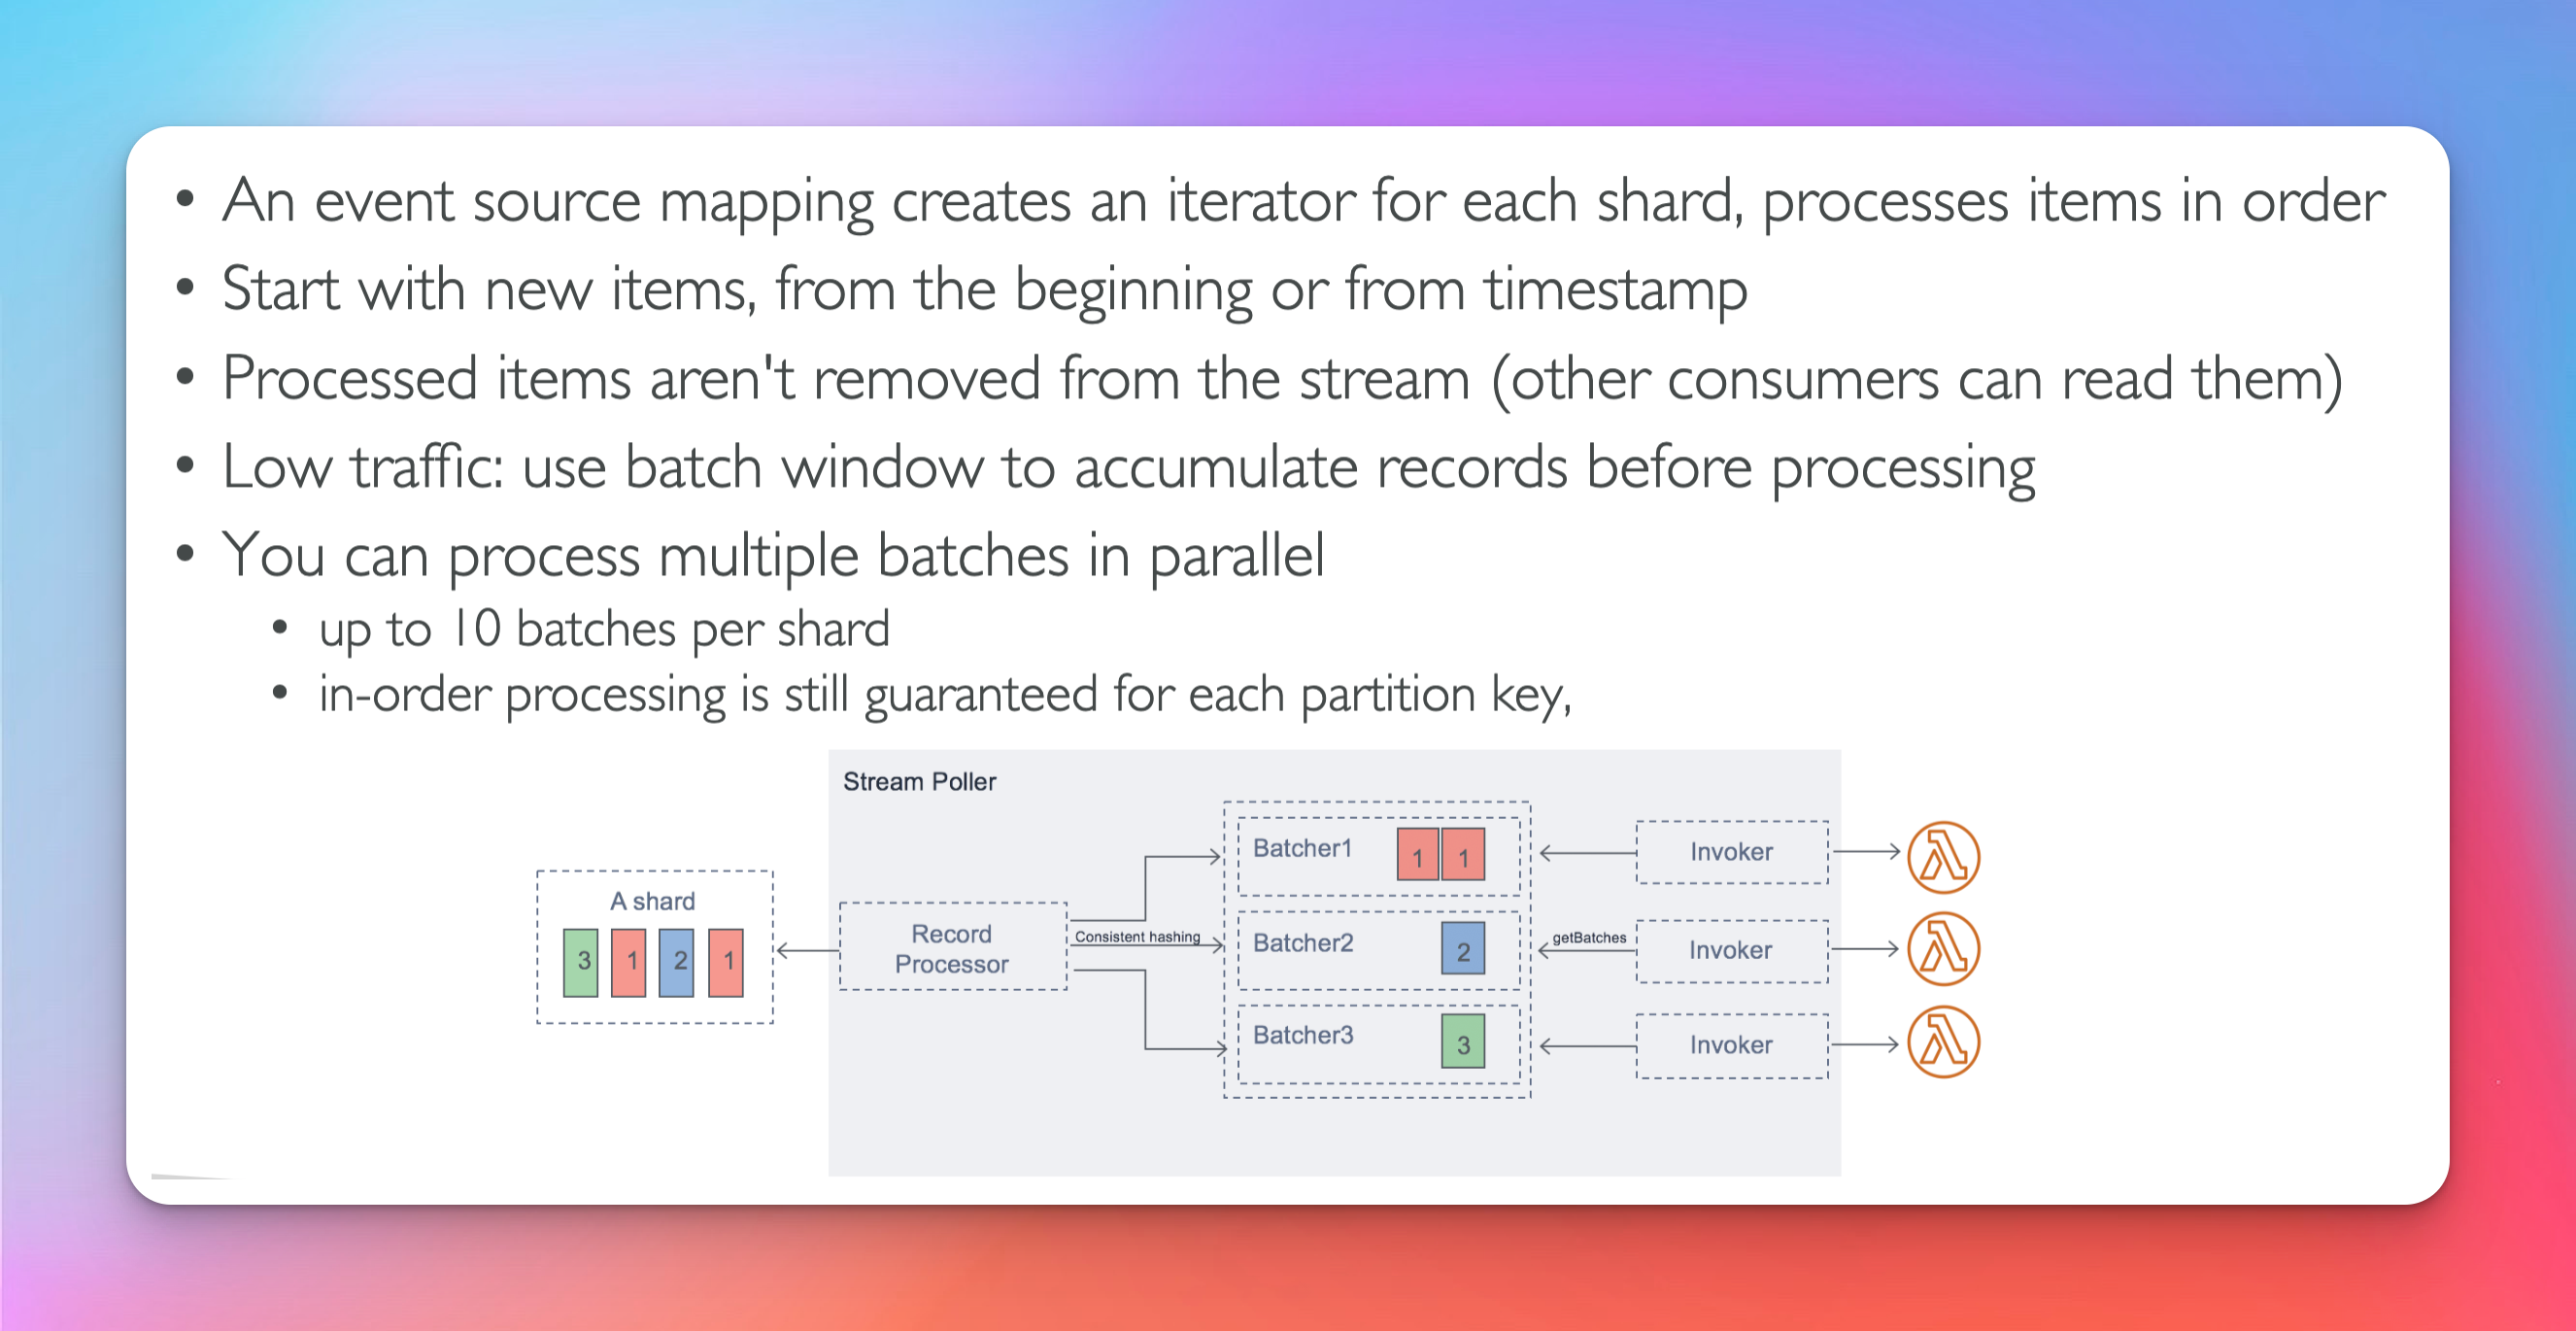 • An event source mapping creates an iterator for each shard, processes items in order
• Start with new items, from the beginning or from timestamp
• Processed items aren't removed from the stream (other consumers can read them)
• Low traffic: use batch window to accumulate records before processing
• You can process multiple batches in parallel
• up to 10 batches per shard
• in-order processing is still guaranteed for each partition key,
Stream Poller
A shard
3 1 2 1
Record
Processor
Consistent hashing
Batcher1 1 1
Batcher2 2
Batcher3 3
getBatches
Invoker
Invoker
Invoker